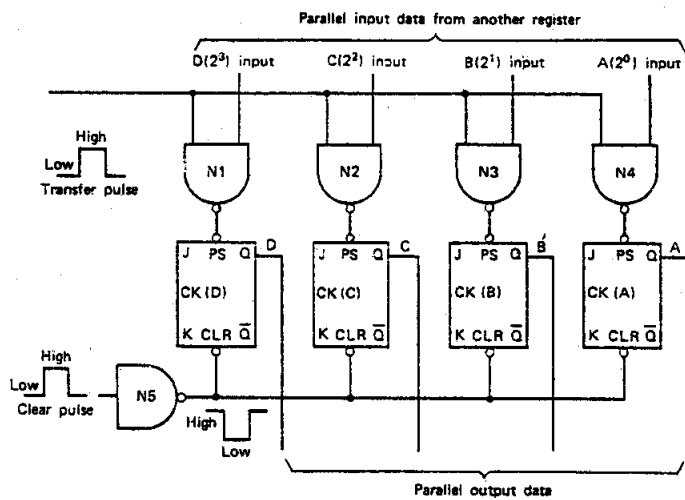 Parallel input data from another register
D(2³) input C(2²) input B(2¹) input A(2⁰) input
High
Low
Transfer pulse
N1 N2 N3 N4
D C B A
J PS Q J PS Q J PS Q J PS Q
CK (D) CK (C) CK (B) CK (A)
K CLR Q̅ K CLR Q̅ K CLR Q̅ K CLR Q̅
High
Low
Clear pulse
N5
High
Low
Parallel output data